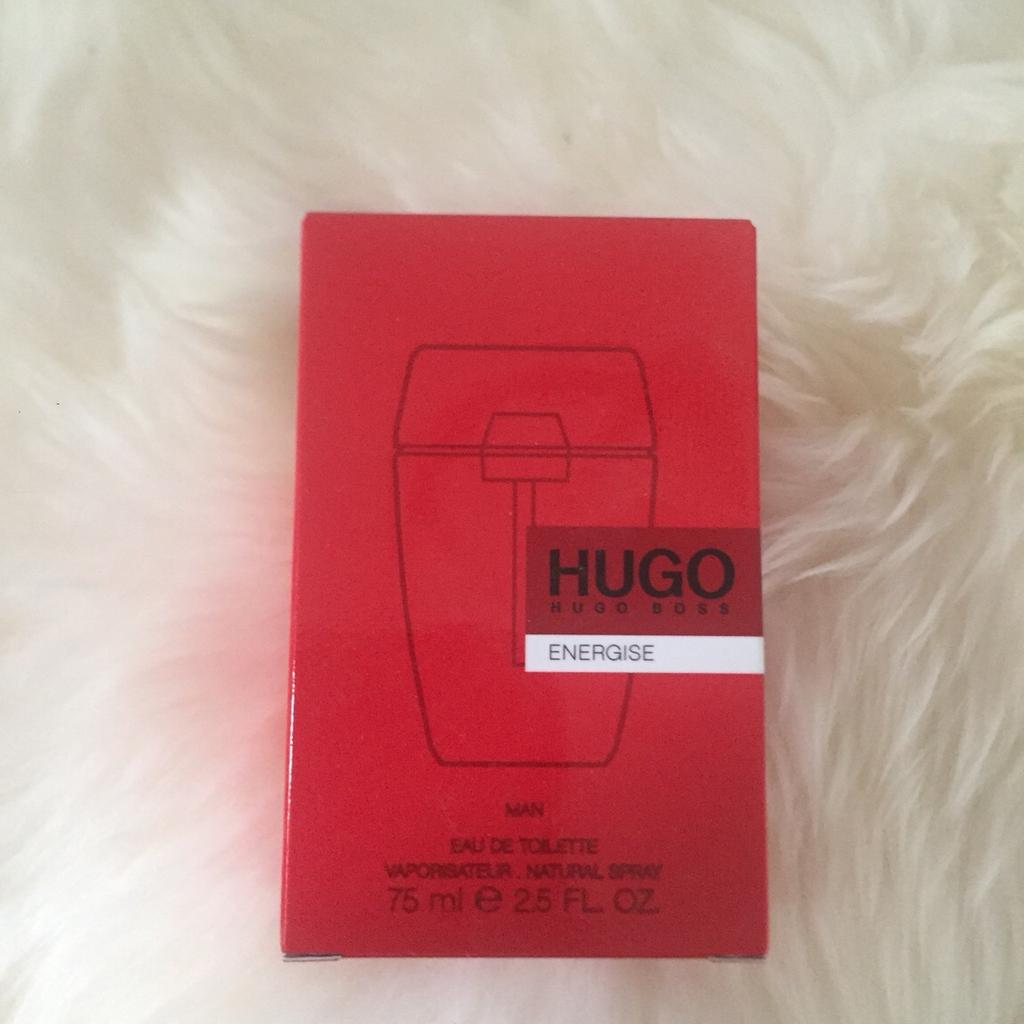 HUGO
HUGO BOSS
ENERGISE
MAN
EAU DE TOILETTE
VAPORISATEUR . NATURAL SPRAY
75 ml ℮ 2.5 FL. OZ.